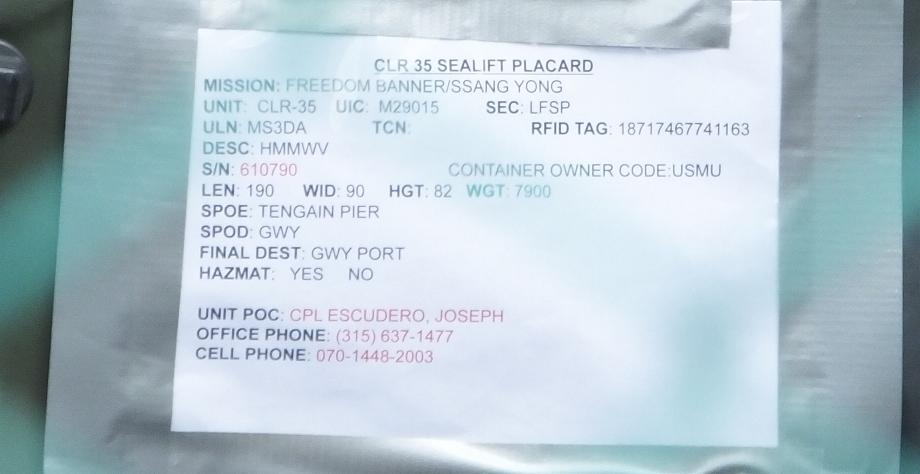 CLR 35 SEALIFT PLACARD
MISSION: FREEDOM BANNER/SSANG YONG
UNIT: CLR-35 UIC: M29015 SEC: LFSP
ULN: MS3DA TCN: RFID TAG: 18717467741163
DESC: HMMWV
S/N: 610790 CONTAINER OWNER CODE:USMU
LEN: 190 WID: 90 HGT: 82 WGT: 7900
SPOE: TENGAIN PIER
SPOD: GWY
FINAL DEST: GWY PORT
HAZMAT: YES NO
UNIT POC: CPL ESCUDERO, JOSEPH
OFFICE PHONE: (315) 637-1477
CELL PHONE: 070-1448-2003